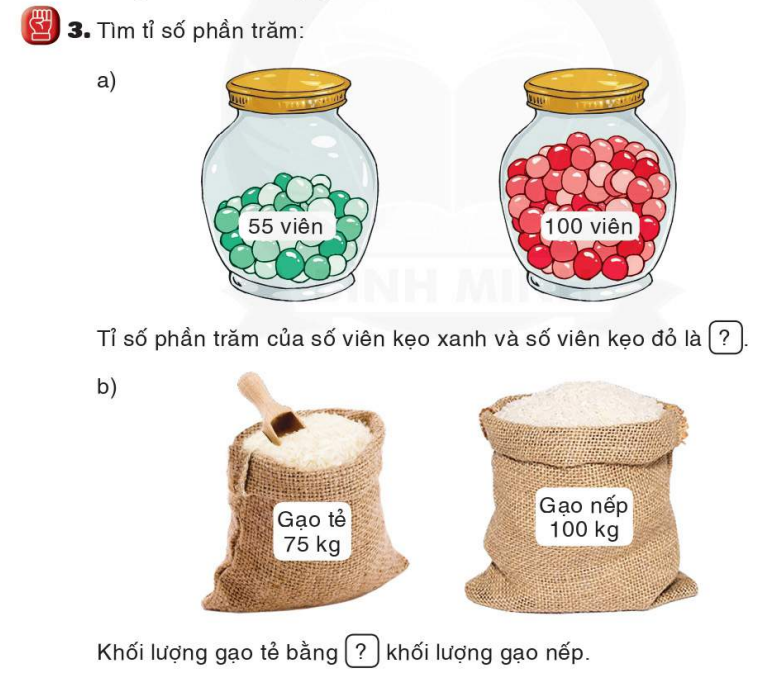 3. Tìm tỉ số phần trăm:
a)
55 viên
100 viên
Tỉ số phần trăm của số viên kẹo xanh và số viên kẹo đỏ là ? .
b)
Gạo tẻ
75 kg
Gạo nếp
100 kg
Khối lượng gạo tẻ bằng ? khối lượng gạo nếp.